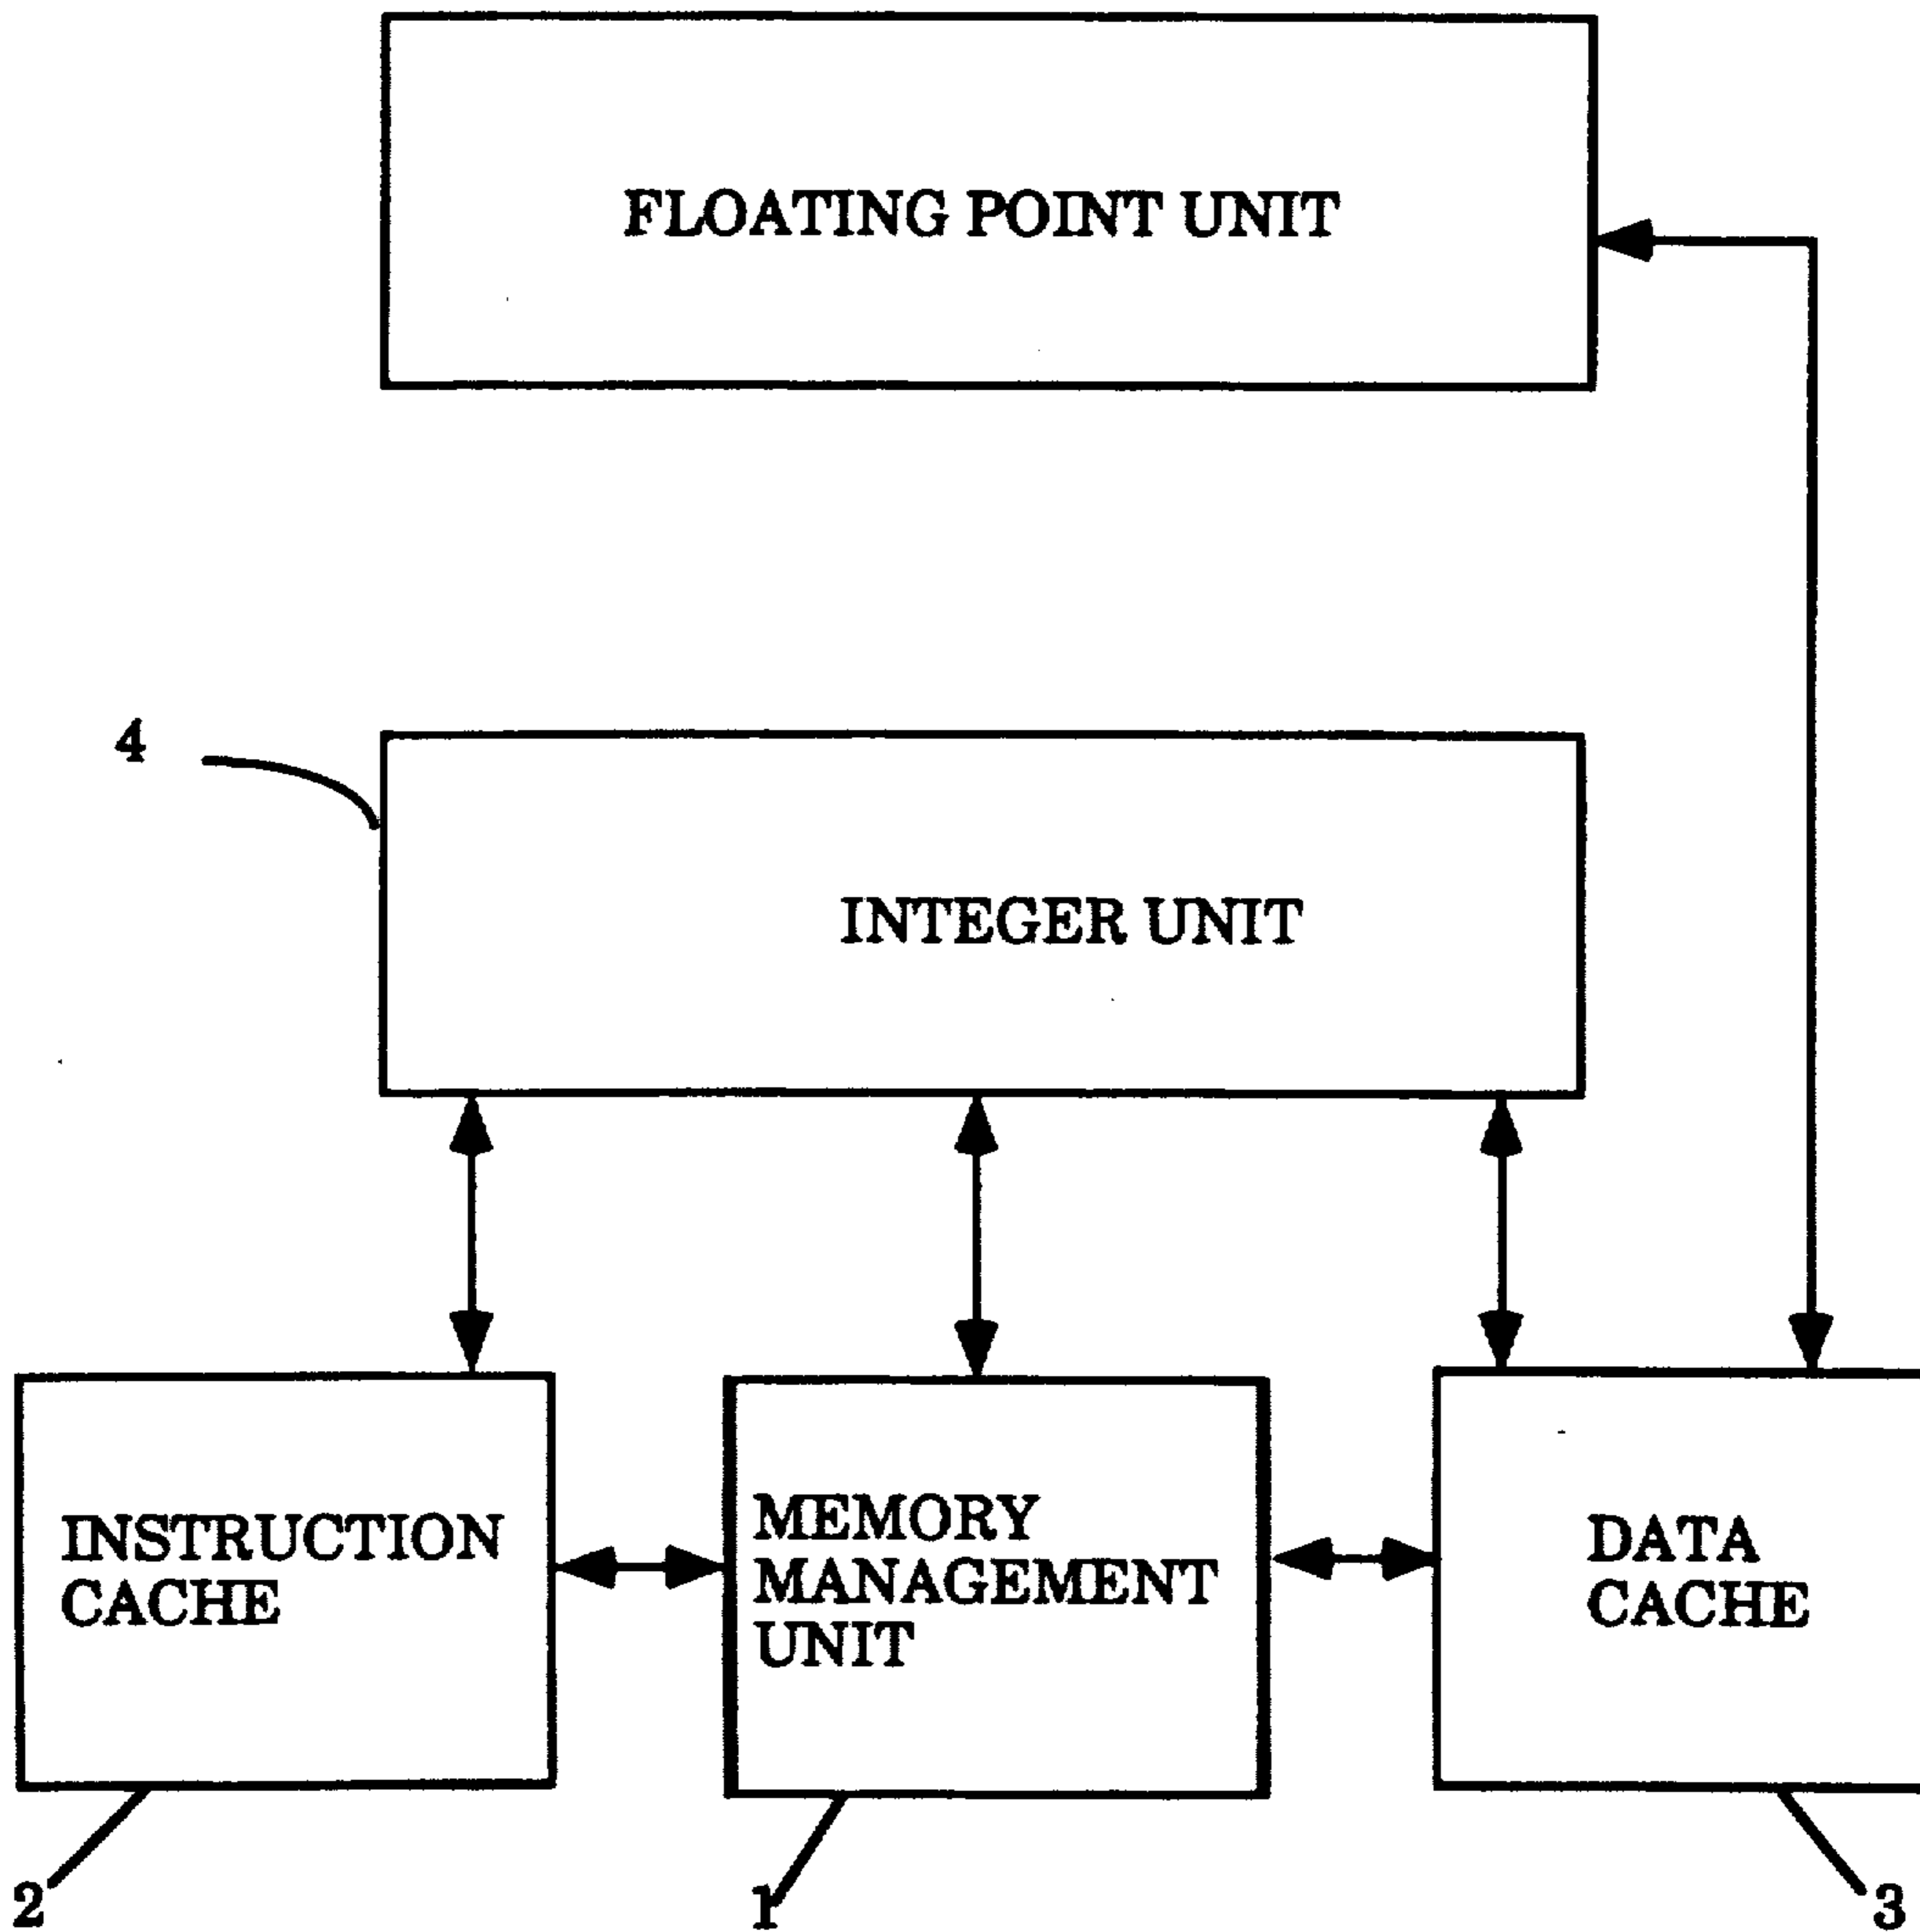 FLOATING POINT UNIT
4
INTEGER UNIT
INSTRUCTION
CACHE
MEMORY
MANAGEMENT
UNIT
DATA
CACHE
2
1
3